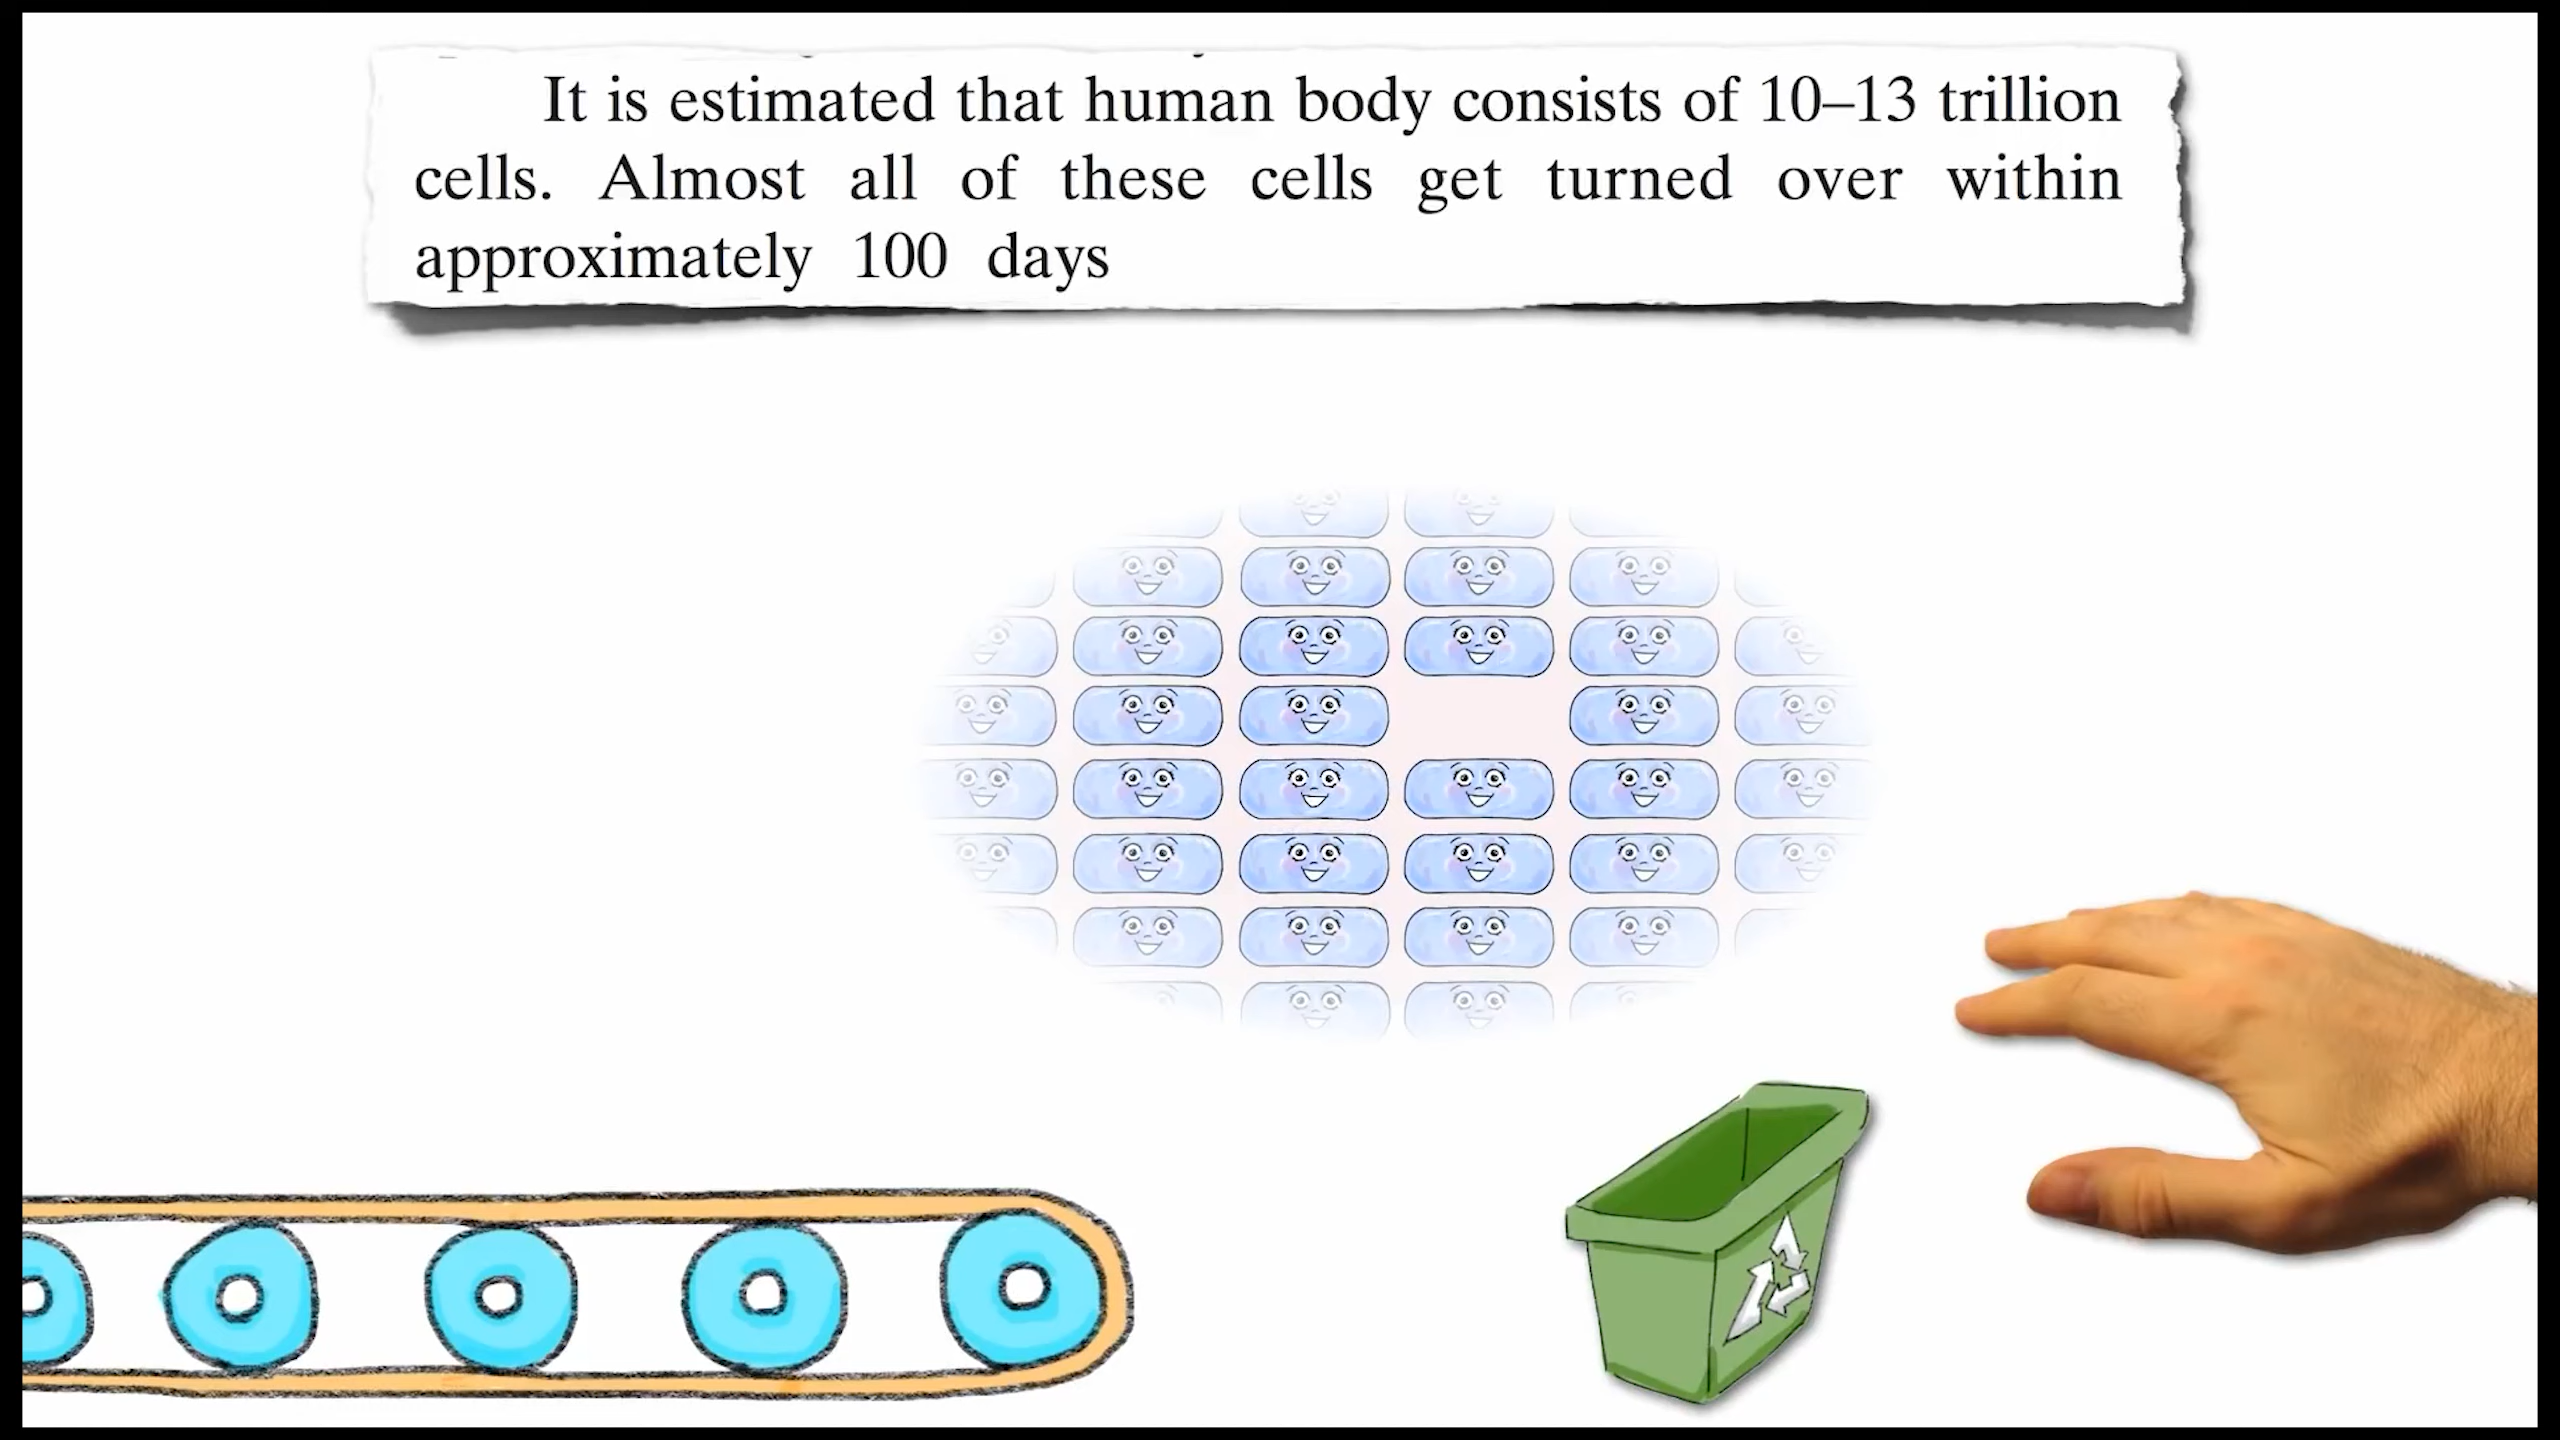 It is estimated that human body consists of 10–13 trillion
cells. Almost all of these cells get turned over within
approximately 100 days